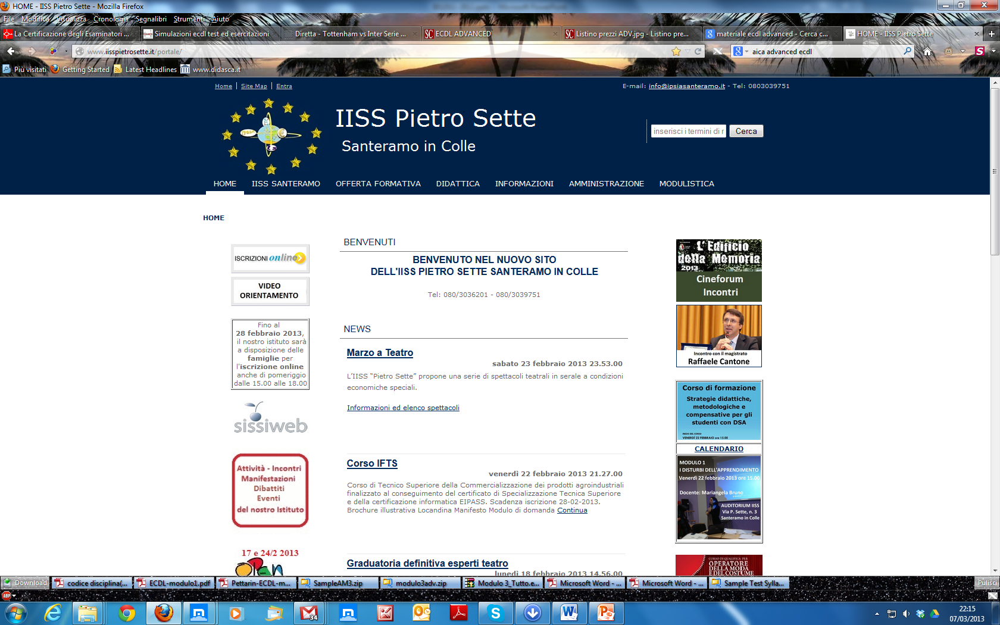 HOME - IISS Pietro Sette - Mozilla Firefox
File Modifica Visualizza Cronologia Segnalibri Strumenti Aiuto
La Certificazione degli Esaminatori ...
Simulazioni ecdl test ed esercitazioni
Diretta - Tottenham vs Inter Serie ...
ECDL ADVANCED
Listino prezzi ADV.jpg - Listino pre...
materiale ecdl advanced - Cerca c...
HOME - IISS Pietro Sette
www.iisspietrosette.it/portale/
aica advanced ecdl
Più visitati Getting Started Latest Headlines www.didasca.it
Home | Site Map | Entra
E-mail: info@ipsiasanteramo.it - Tel: 0803039751
IISS Pietro Sette
Santeramo in Colle
inserisci i termini di r
Cerca
HOME IISS SANTERAMO OFFERTA FORMATIVA DIDATTICA INFORMAZIONI AMMINISTRAZIONE MODULISTICA
HOME
ISCRIZIONI online
VIDEO
ORIENTAMENTO
Fino al
28 febbraio 2013,
il nostro istituto sarà
a disposizione delle
famiglie per
l'iscrizione online
anche di pomeriggio
dalle 15.00 alle 18.00
sissiweb
Attività - Incontri
Manifestazioni
Dibattiti
Eventi
del nostro Istituto
17 e 24/2 2013
BENVENUTI
BENVENUTO NEL NUOVO SITO
DELL'IISS PIETRO SETTE SANTERAMO IN COLLE
Tel: 080/3036201 - 080/3039751
NEWS
Marzo a Teatro
sabato 23 febbraio 2013 23.53.00
L'IISS “Pietro Sette” propone una serie di spettacoli teatrali in serale a condizioni
economiche speciali.
Informazioni ed elenco spettacoli
Corso IFTS
venerdì 22 febbraio 2013 21.27.00
Corso di Tecnico Superiore della Commercializzazione dei prodotti agroindustriali
finalizzato al conseguimento del certificato di Specializzazione Tecnica Superiore
e della certificazione informatica EIPASS. Scadenza iscrizione 28-02-2013.
Brochure illustrativa Locandina Manifesto Modulo di domanda Continua
Graduatoria definitiva esperti teatro
lunedì 18 febbraio 2013 14.56.00
L'Edificio
della Memoria
2013
Cineforum
Incontri
Incontro con il magistrato
Raffaele Cantone
Corso di formazione
Strategie didattiche,
metodologiche e
compensative per gli
studenti con DSA
INIZIO DEL CORSO
VENERDÌ 22 FEBBRAIO ore 15.00
CALENDARIO
MODULO 1
I DISTURBI DELL'APPRENDIMENTO
Venerdì 22 febbraio 2013 ore 15.00
Docente: Mariangela Bruno
AUDITORIUM IISS
Via P. Sette, n. 3
Santeramo in Colle
CORSO DI QUALIFICA PER
OPERATORE
DELLA MODA
E DEL COSTUME
Download
codice disciplina(...
ECDL-modulo1.pdf
Pettarin-ECDL-m...
SampleAM3.zip
modulo3adv.zip
Modulo 3_Tutto.e...
Microsoft Word - ...
Microsoft Word - ...
Sample Test Sylla...
Pulisci
ABP
34
22:15
07/03/2013